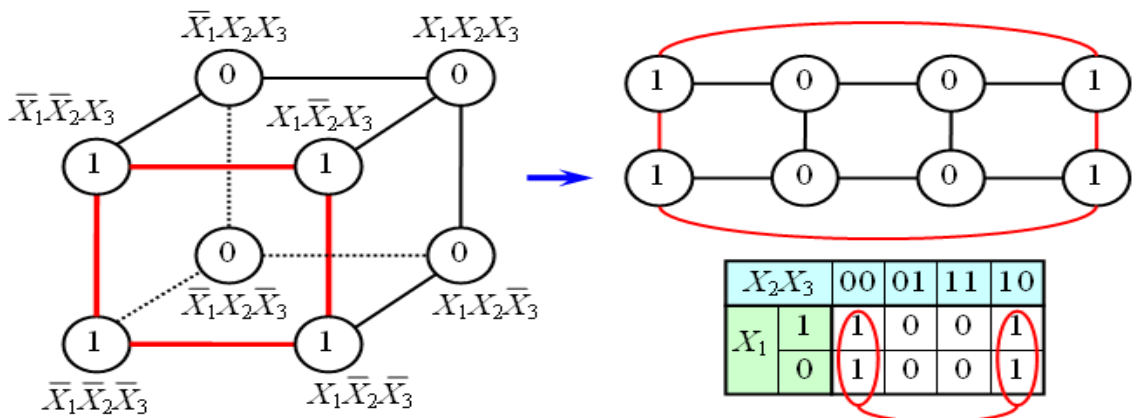 X̅₁X₂X₃ X₁X₂X₃
0 0
X̅₁X̅₂X₃ X₁X̅₂X₃
1 1
0 0
X̅₁X₂X̅₃ X₁X₂X̅₃
1 1
X̅₁X̅₂X̅₃ X₁X̅₂X̅₃
1 0 0 1
1 0 0 1
X₂X₃ 00 01 11 10
X₁ 1 1 0 0 1
0 1 0 0 1